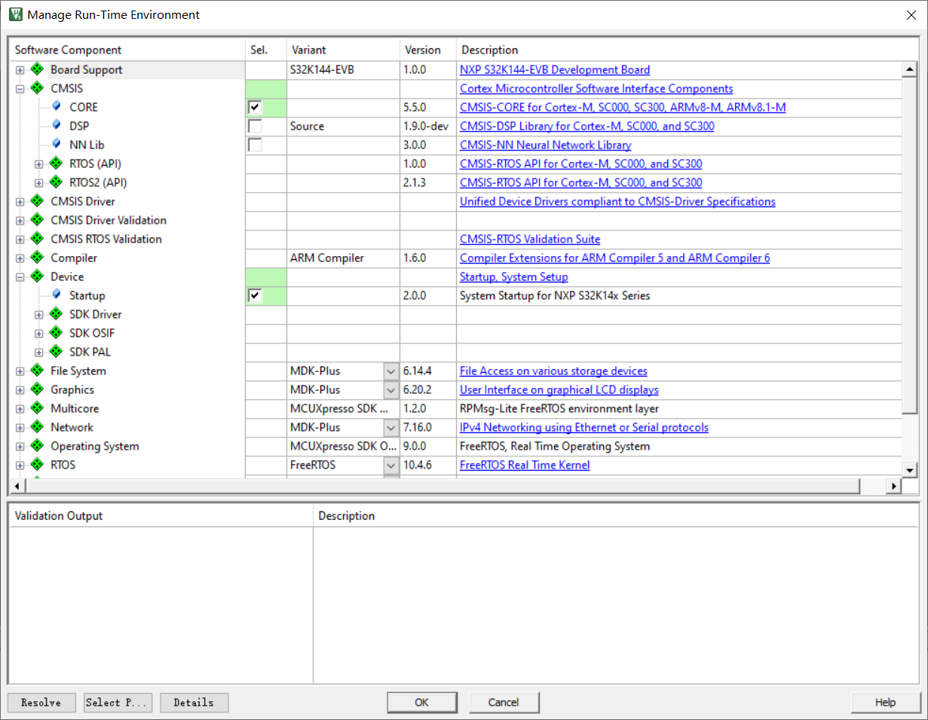 Manage Run-Time Environment
Software Component Sel. Variant Version Description
Board Support S32K144-EVB 1.0.0 NXP S32K144-EVB Development Board
CMSIS Cortex Microcontroller Software Interface Components
CORE 5.5.0 CMSIS-CORE for Cortex-M, SC000, SC300, ARMv8-M, ARMv8.1-M
DSP Source 1.9.0-dev CMSIS-DSP Library for Cortex-M, SC000, and SC300
NN Lib 3.0.0 CMSIS-NN Neural Network Library
RTOS (API) 1.0.0 CMSIS-RTOS API for Cortex-M, SC000, and SC300
RTOS2 (API) 2.1.3 CMSIS-RTOS API for Cortex-M, SC000, and SC300
CMSIS Driver Unified Device Drivers compliant to CMSIS-Driver Specifications
CMSIS Driver Validation
CMSIS RTOS Validation CMSIS-RTOS Validation Suite
Compiler ARM Compiler 1.6.0 Compiler Extensions for ARM Compiler 5 and ARM Compiler 6
Device Startup, System Setup
Startup 2.0.0 System Startup for NXP S32K14x Series
SDK Driver
SDK OSIF
SDK PAL
File System MDK-Plus 6.14.4 File Access on various storage devices
Graphics MDK-Plus 6.20.2 User Interface on graphical LCD displays
Multicore MCUXpresso SDK ... 1.2.0 RPMsg-Lite FreeRTOS environment layer
Network MDK-Plus 7.16.0 IPv4 Networking using Ethernet or Serial protocols
Operating System MCUXpresso SDK O... 9.0.0 FreeRTOS, Real Time Operating System
RTOS FreeRTOS 10.4.6 FreeRTOS Real Time Kernel
Validation Output Description
Resolve Select P... Details OK Cancel Help